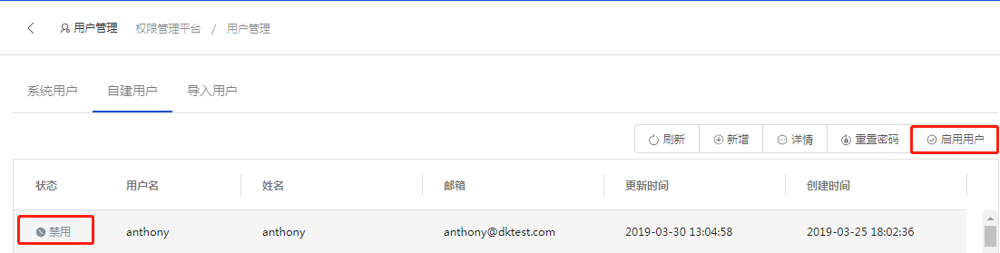 用户管理 权限管理平台 / 用户管理
系统用户 自建用户 导入用户
刷新 新增 详情 重置密码 启用用户
状态 用户名 姓名 邮箱 更新时间 创建时间
禁用 anthony anthony anthony@dktest.com 2019-03-30 13:04:58 2019-03-25 18:02:36